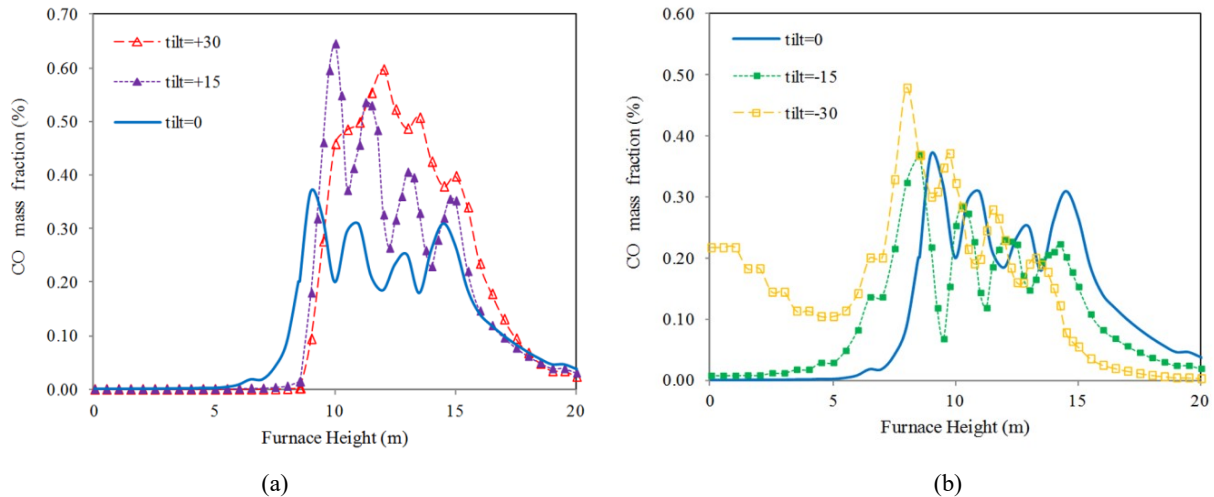 0.70
0.60
0.50
0.40
0.30
0.20
0.10
0.00
CO mass fraction (%)
tilt=+30
tilt=+15
tilt=0
0 5 10 15 20
Furnace Height (m)
(a)
0.60
0.50
0.40
0.30
0.20
0.10
0.00
CO mass fraction (%)
tilt=0
tilt=-15
tilt=-30
0 5 10 15 20
Furnace Height (m)
(b)